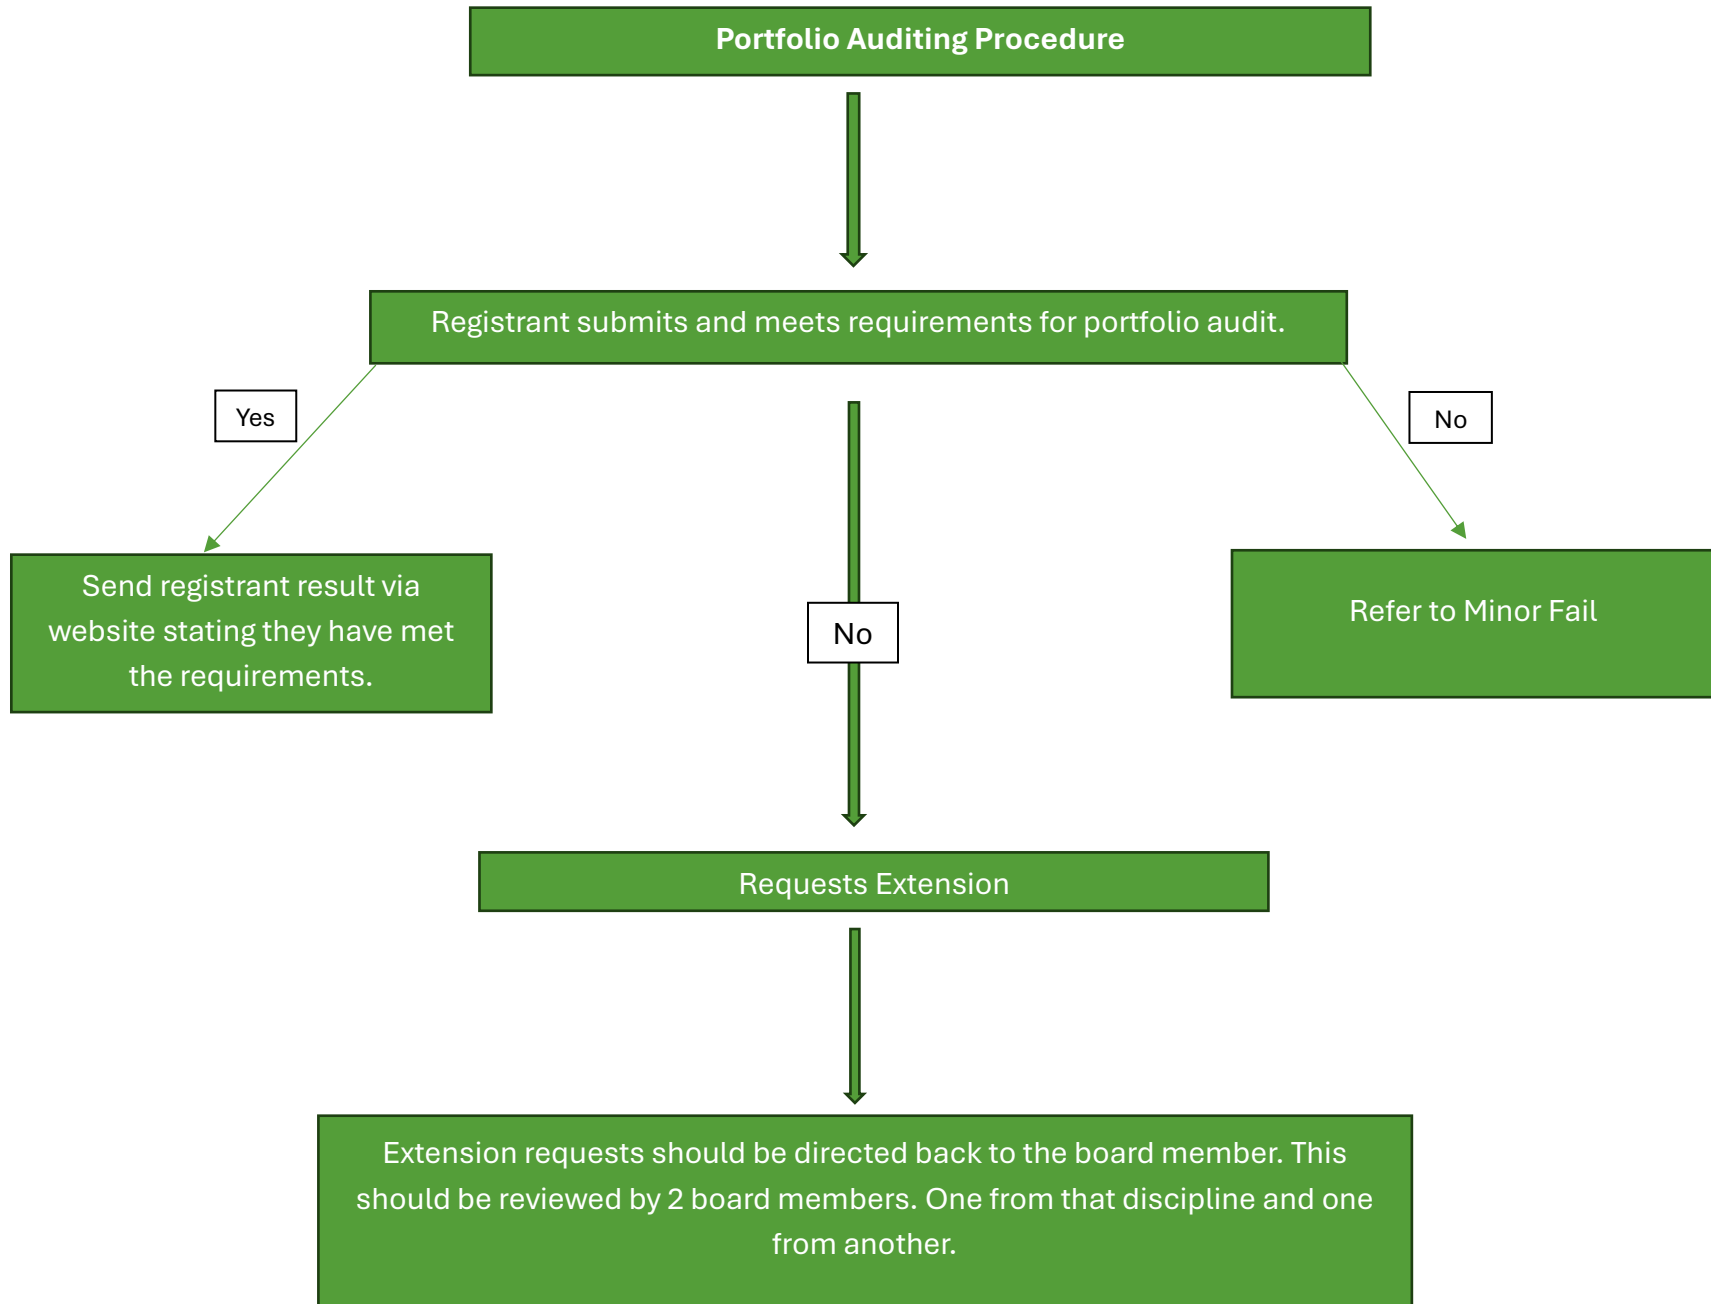 Portfolio Auditing Procedure
Registrant submits and meets requirements for portfolio audit.
Yes
No
Send registrant result via
website stating they have met
the requirements.
Refer to Minor Fail
No
Requests Extension
Extension requests should be directed back to the board member. This
should be reviewed by 2 board members. One from that discipline and one
from another.